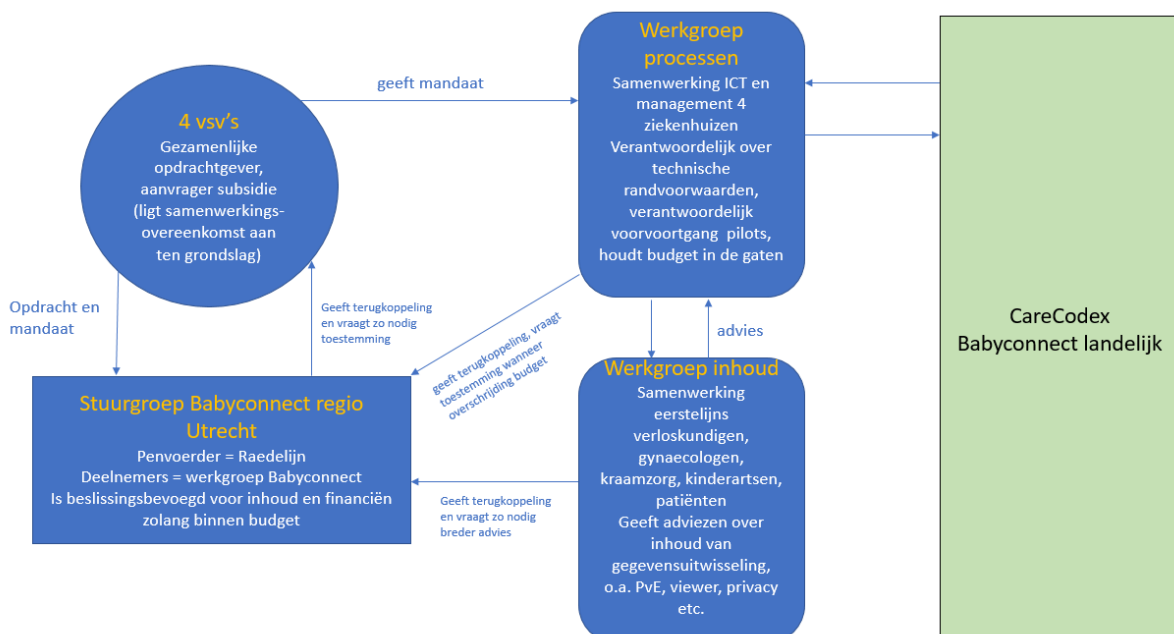 4 vsv's
Gezamenlijke
opdrachtgever,
aanvrager subsidie
(ligt samenwerkings-
overeenkomst aan
ten grondslag)
geeft mandaat
Werkgroep
processen
Samenwerking ICT en
management 4
ziekenhuizen
Verantwoordelijk over
technische
randvoorwaarden,
verantwoordelijk
voorvoortgang pilots,
houdt budget in de gaten
Opdracht en
mandaat
Geeft terugkoppeling
en vraagt zo nodig
toestemming
geeft terugkoppeling, vraagt
toestemming wanneer
overschrijding budget
advies
Stuurgroep Babyconnect regio
Utrecht
Penvoerder = Raedelijn
Deelnemers = werkgroep Babyconnect
Is beslissingsbevoegd voor inhoud en financiën
zolang binnen budget
Geeft terugkoppeling
en vraagt zo nodig
breder advies
Werkgroep inhoud
Samenwerking
eerstelijns
verloskundigen,
gynaecologen,
kraamzorg, kinderartsen,
patiënten
Geeft adviezen over
inhoud van
gegevensuitwisseling,
o.a. PvE, viewer, privacy
etc.
CareCodex
Babyconnect landelijk